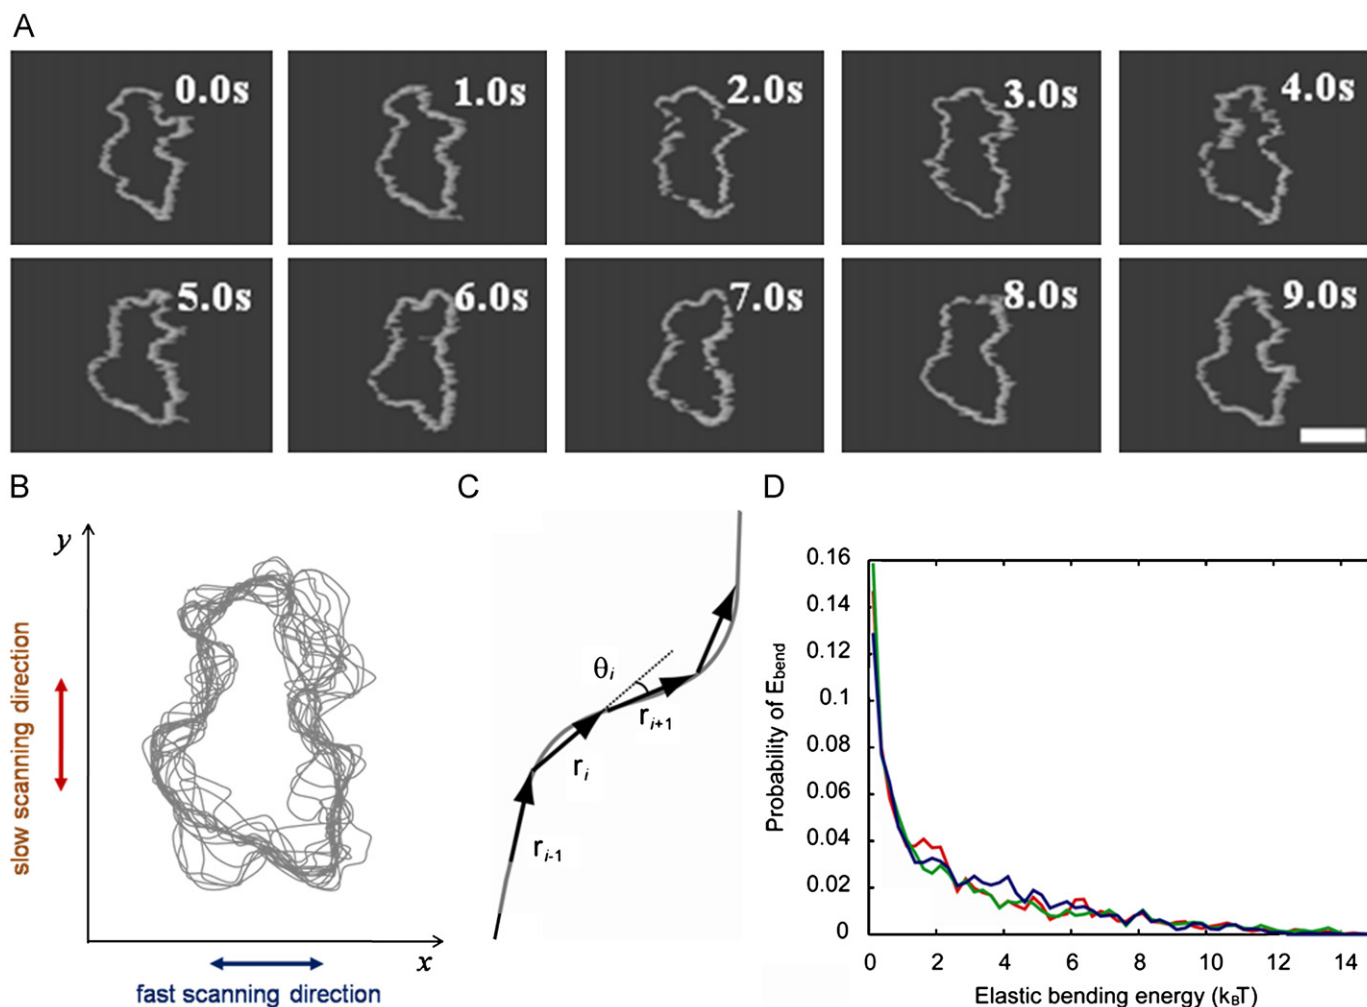 A
0.0s
1.0s
2.0s
3.0s
4.0s
5.0s
6.0s
7.0s
8.0s
9.0s
B
y
x
slow scanning direction
fast scanning direction
C
θi
ri+1
ri
ri-1
D
0.16
0.14
0.12
0.1
0.08
0.06
0.04
0.02
0
Probability of Ebend
0 2 4 6 8 10 12 14
Elastic bending energy (kBT)